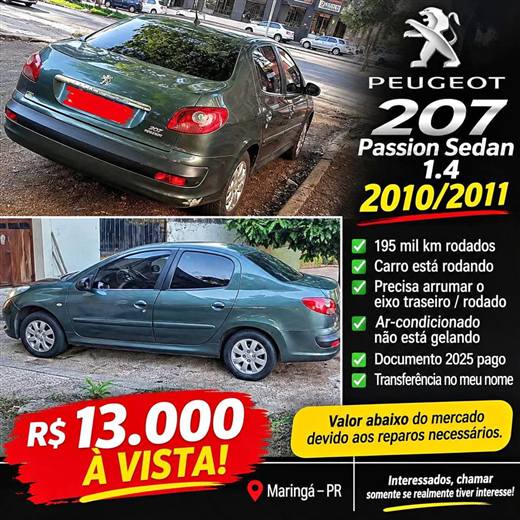 PEUGEOT
207
Passion Sedan
1.4
2010/2011
195 mil km rodados
Carro está rodando
Precisa arrumar o
eixo traseiro / rodado
Ar-condicionado
não está gelando
Documento 2025 pago
Transferência no meu nome
R$ 13.000
À VISTA!
Valor abaixo do mercado
devido aos reparos necessários.
Maringá – PR
Interessados, chamar
somente se realmente tiver interesse!
207